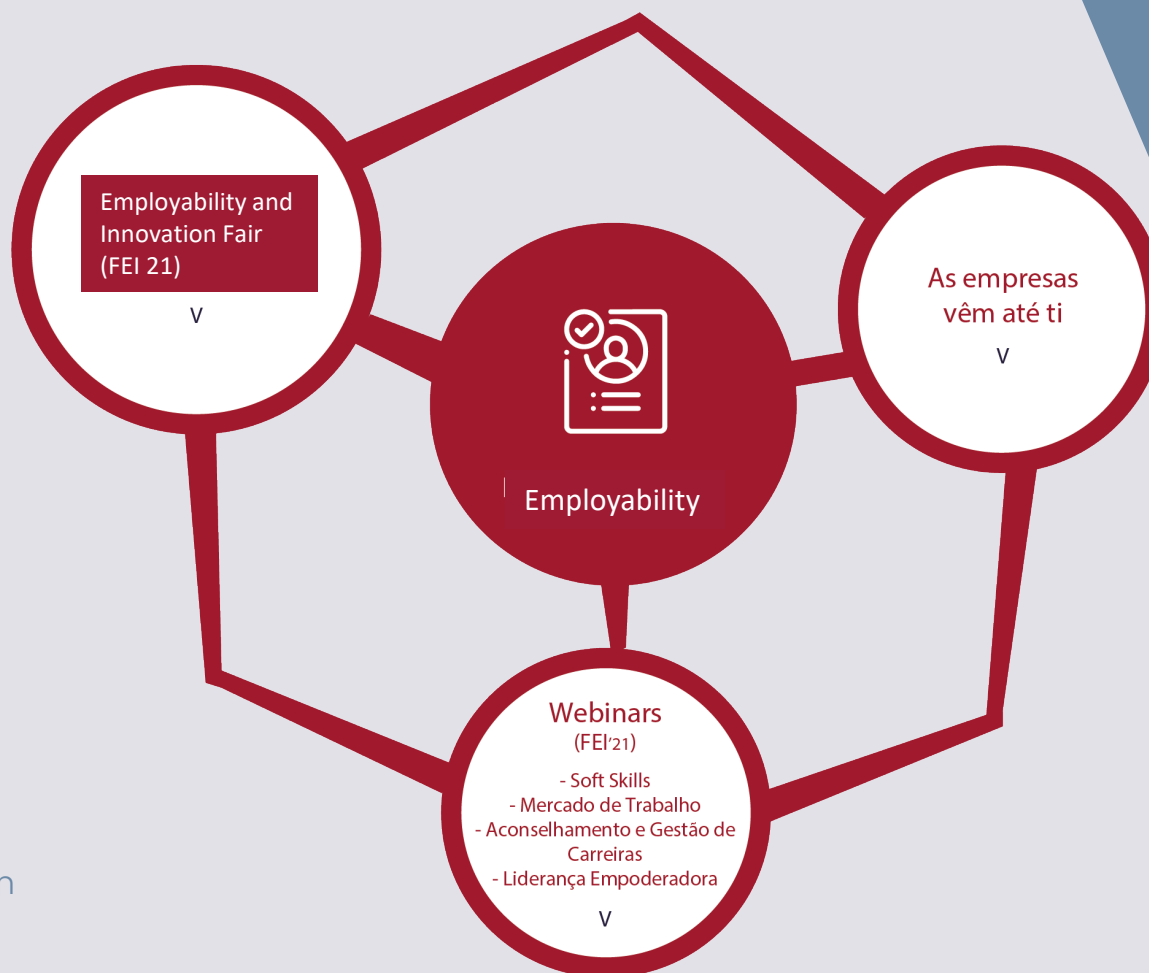 Employability and
Innovation Fair
(FEI 21)
V
As empresas
vêm até ti
V
Employability
Webinars
(FEI'21)
- Soft Skills
- Mercado de Trabalho
- Aconselhamento e Gestão de
Carreiras
- Liderança Empoderadora
V
n